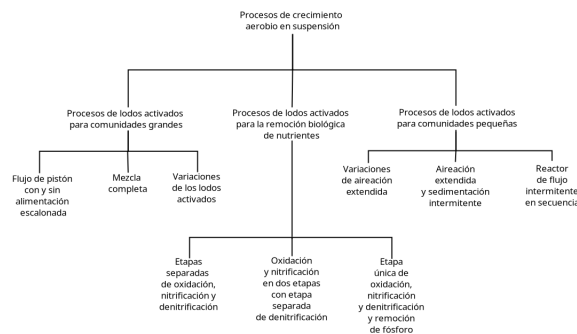 Procesos de crecimiento
aerobio en suspensión
Procesos de lodos activados
para comunidades grandes
Procesos de lodos activados
para la remoción biológica
de nutrientes
Procesos de lodos activados
para comunidades pequeñas
Flujo de pistón
con y sin
alimentación
escalonada
Mezcla
completa
Variaciones
de los lodos
activados
Variaciones
de aireación
extendida
Aireación
extendida
y sedimentación
intermitente
Reactor
de flujo
intermitente
en secuencia
Etapas
separadas
de oxidación,
nitrificación y
denitrificación
Oxidación
y nitrificación
en dos etapas
con etapa
separada
de denitrificación
Etapa
única de
oxidación,
nitrificación
y denitrificación
y remoción
de fósforo